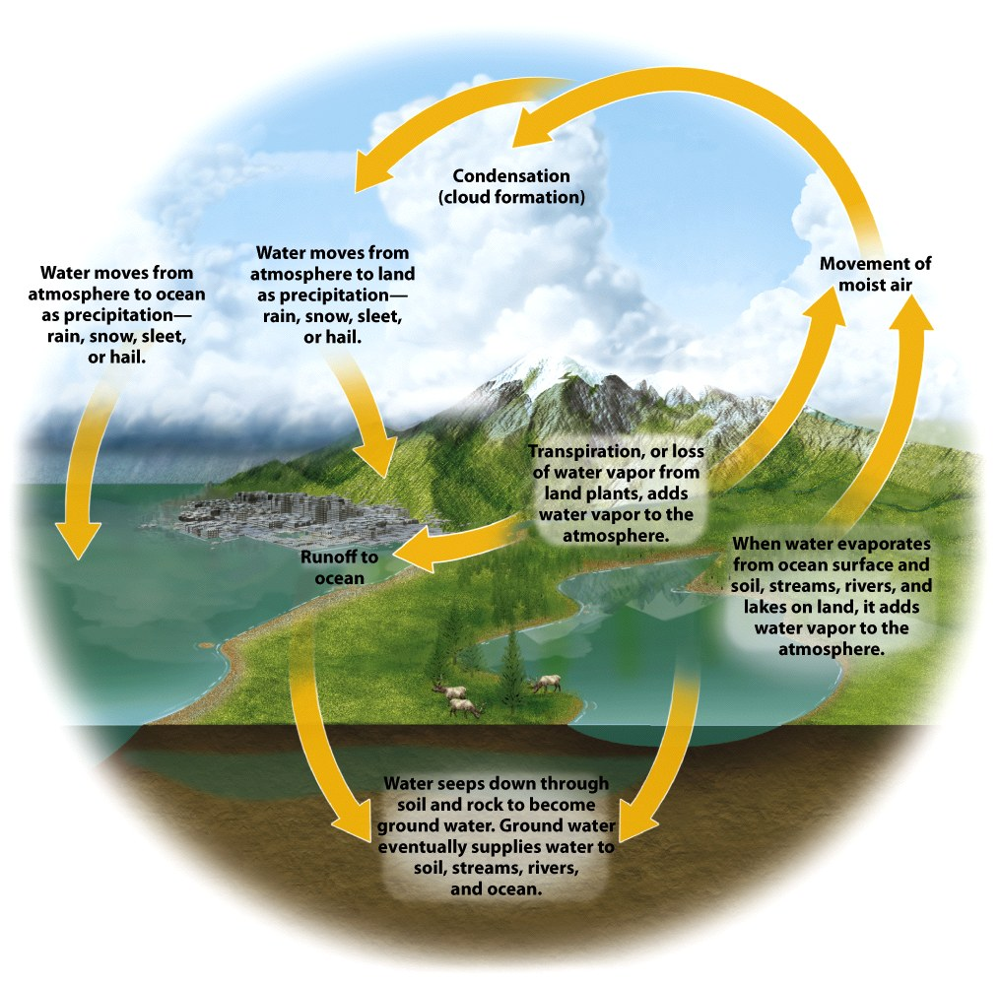 Condensation
(cloud formation)
Water moves from
atmosphere to ocean
as precipitation—
rain, snow, sleet,
or hail.
Water moves from
atmosphere to land
as precipitation—
rain, snow, sleet,
or hail.
Movement of
moist air
Transpiration, or loss
of water vapor from
land plants, adds
water vapor to the
atmosphere.
When water evaporates
from ocean surface and
soil, streams, rivers, and
lakes on land, it adds
water vapor to the
atmosphere.
Runoff to
ocean
Water seeps down through
soil and rock to become
ground water. Ground water
eventually supplies water to
soil, streams, rivers,
and ocean.